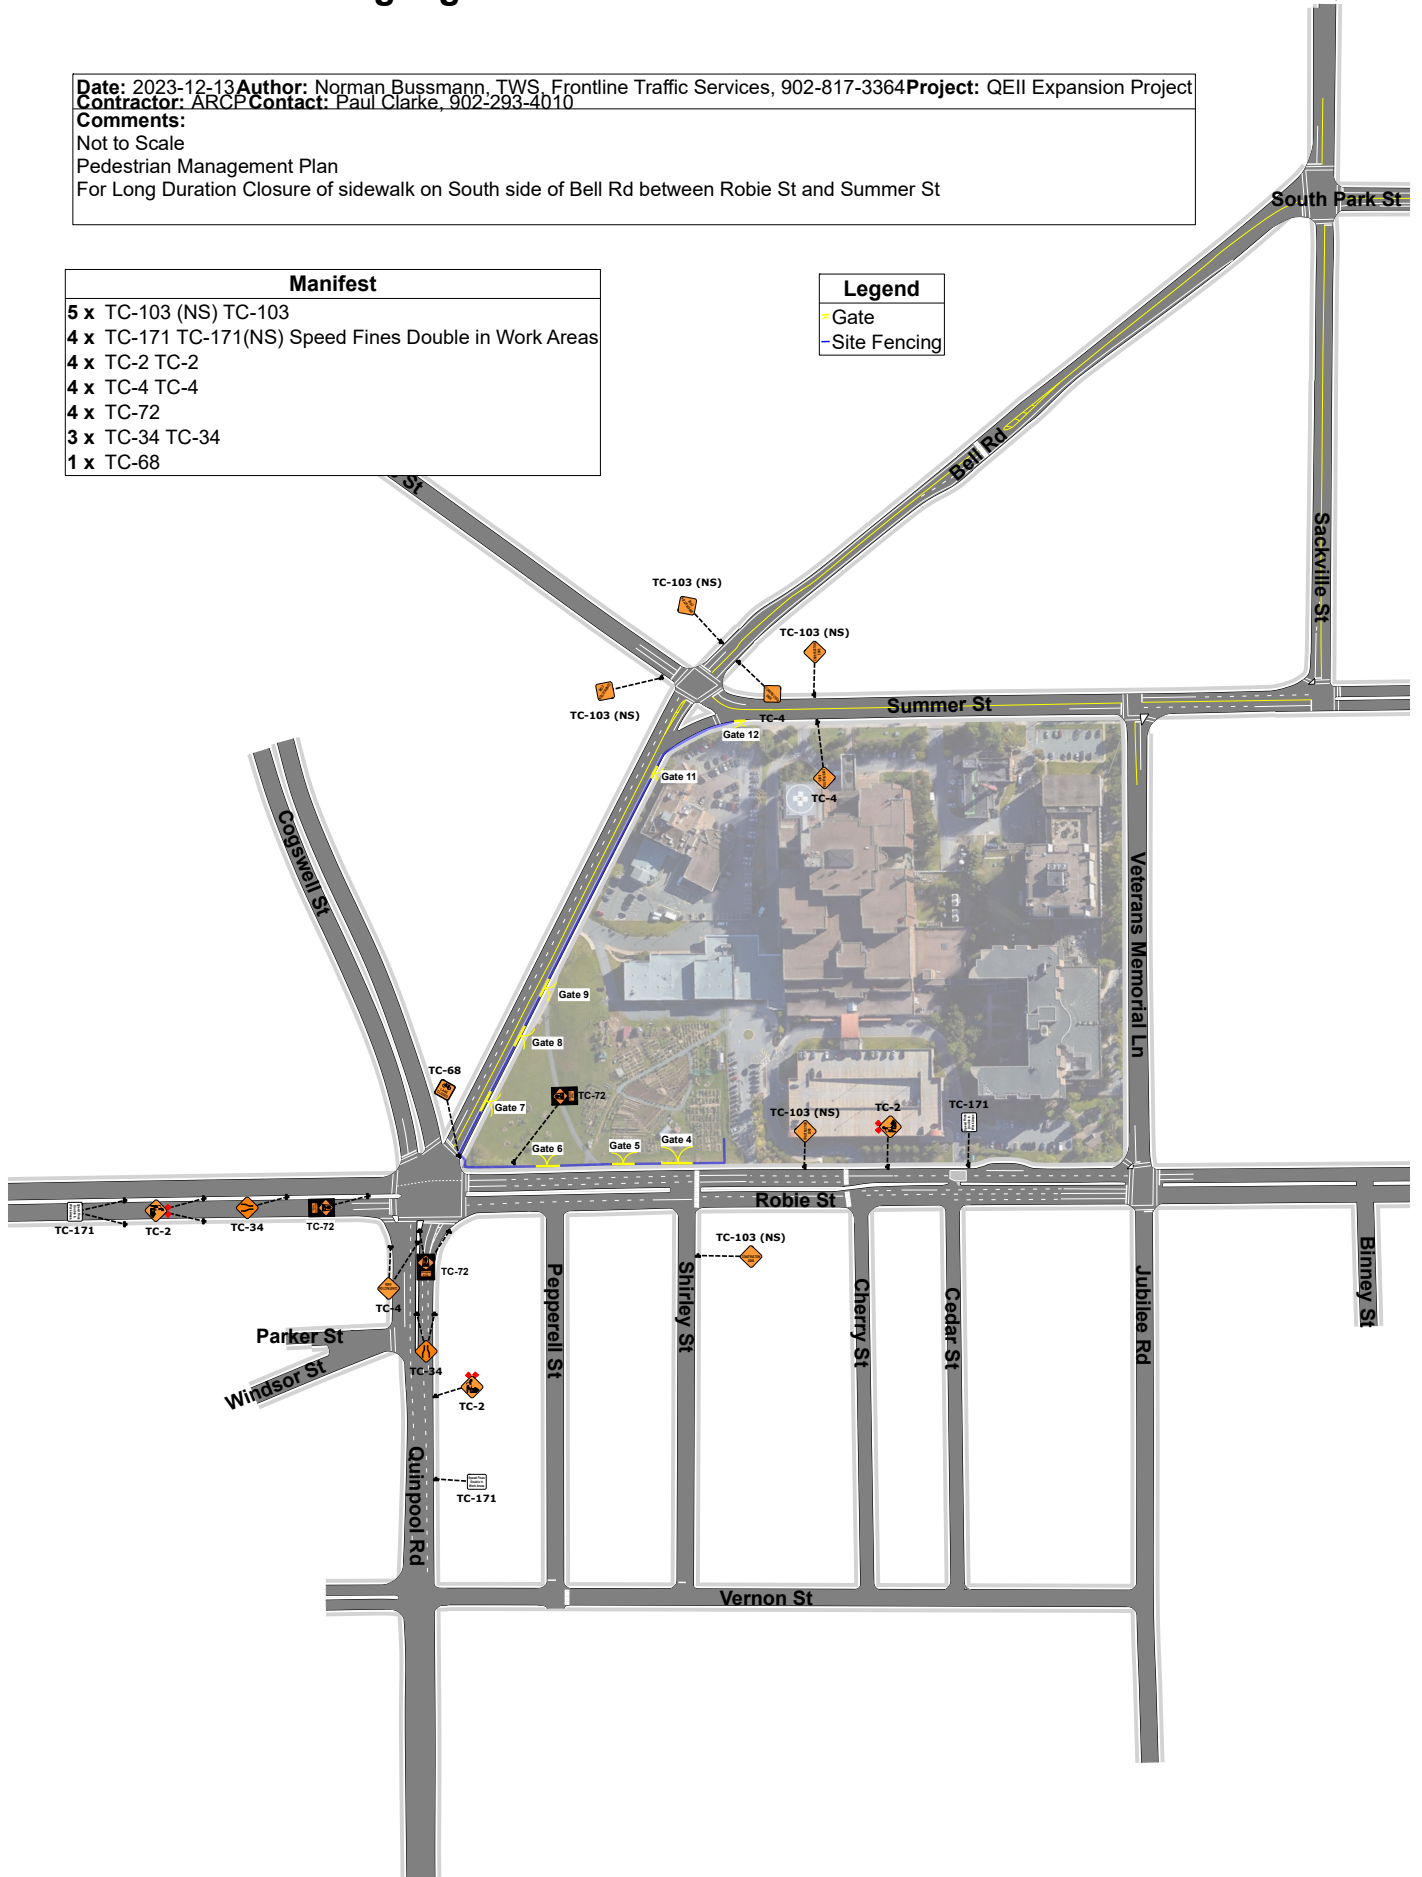 Date: 2023-12-13 Author: Norman Bussmann, TWS, Frontline Traffic Services, 902-817-3364 Project: QEII Expansion Project
Contractor: ARCP Contact: Paul Clarke, 902-293-4010
Comments:
Not to Scale
Pedestrian Management Plan
For Long Duration Closure of sidewalk on South side of Bell Rd between Robie St and Summer St
South Park St
Manifest
5 x TC-103 (NS) TC-103
4 x TC-171 TC-171(NS) Speed Fines Double in Work Areas
4 x TC-2 TC-2
4 x TC-4 TC-4
4 x TC-72
3 x TC-34 TC-34
1 x TC-68
Legend
Gate
Site Fencing
St
Bell Rd
Sackville St
TC-103 (NS)
TC-103 (NS)
TC-103 (NS)
TC-4
Summer St
Gate 12
Gate 11
TC-4
Cogswell St
Veterans Memorial Ln
Gate 9
Gate 8
TC-68
Gate 7
TC-72
TC-103 (NS)
TC-2
TC-171
Gate 6
Gate 5
Gate 4
Robie St
TC-171
TC-2
TC-34
TC-72
TC-103 (NS)
TC-72
TC-4
Pepperell St
Shirley St
Cherry St
Cedar St
Jubilee Rd
Binney St
Parker St
Windsor St
TC-34
TC-2
Quinpool Rd
Speed Fines
Double in
Work Areas
TC-171
Vernon St